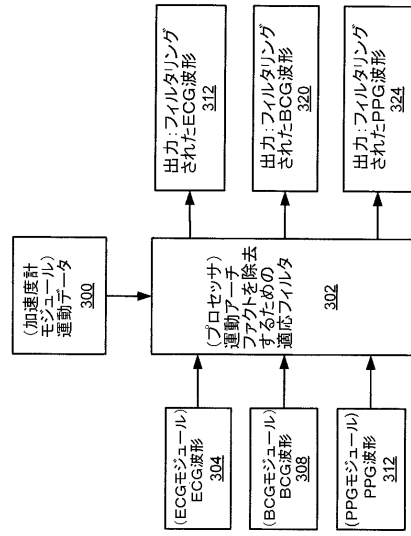 (加速度計
モジュール)
運動データ
300
(ECGモジュール)
ECG波形
304
(BCGモジュール)
BCG波形
308
(PPGモジュール)
PPG波形
312
(プロセッサ)
運動アーチ
ファクトを除去
するための
適応フィルタ
302
出力:フィルタリング
されたECG波形
312
出力:フィルタリング
されたBCG波形
320
出力:フィルタリング
されたPPG波形
324